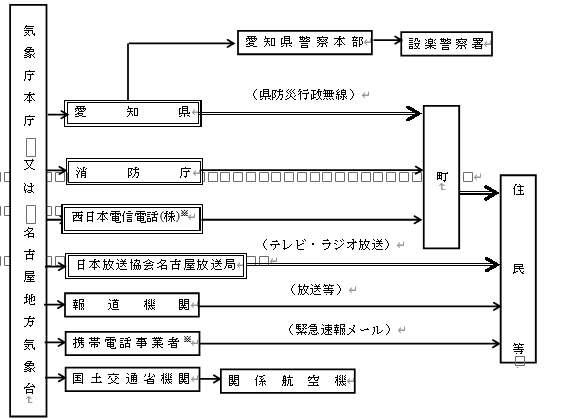 気象庁本庁又は名古屋地方気象台
愛知県警察本部
設楽警察署
愛知県
(県防災行政無線)
消防庁
町
西日本電信電話(株)※
住民等
(テレビ・ラジオ放送)
日本放送協会名古屋放送局
(放送等)
報道機関
(緊急速報メール)
携帯電話事業者※
国土交通省機関
関係航空機